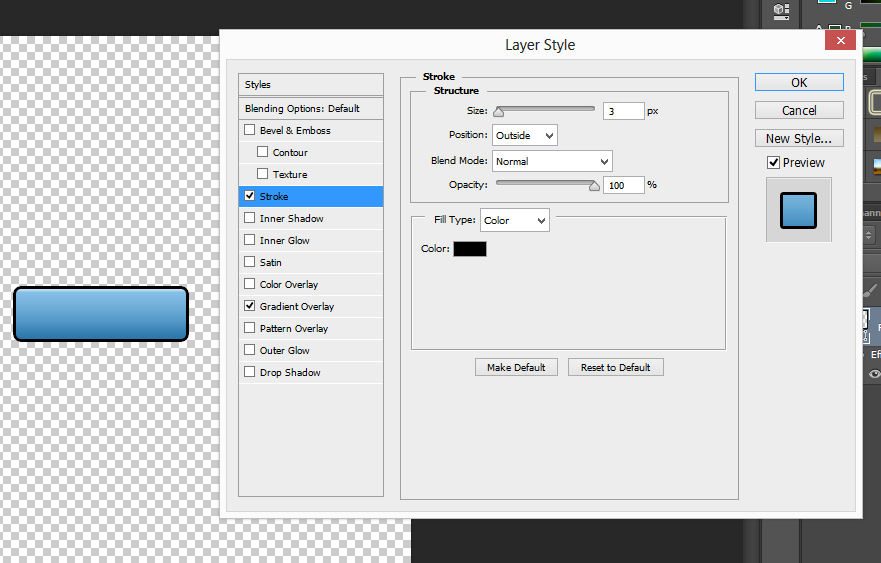 G
Layer Style
Styles
Blending Options: Default
Bevel & Emboss
Contour
Texture
Stroke
Inner Shadow
Inner Glow
Satin
Color Overlay
Gradient Overlay
Pattern Overlay
Outer Glow
Drop Shadow
Stroke
Structure
Size: 3 px
Position: Outside
Blend Mode: Normal
Opacity: 100 %
Fill Type: Color
Color:
Make Default Reset to Default
OK
Cancel
New Style...
Preview